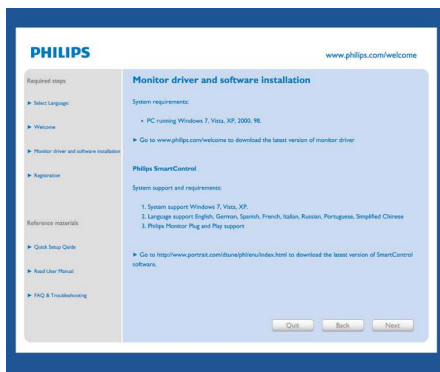 PHILIPS
www.philips.com/welcome
Required steps
Select Language
Welcome
Monitor driver and software installation
Registration
Reference materials
Quick Setup Quide
Read User Manual
FAQ & Troubleshooting
Monitor driver and software installation
System requirements:
• PC running Windows 7, Vista, XP, 2000, 98.
Go to www.philips.com/welcome to download the latest version of monitor driver
Philips SmartControl
System support and requirements:
1. System support Windows 7, Vista, XP.
2. Language support English, German, Spanish, French, Italian, Russian, Portuguese, Simplified Chinese
3. Philips Monitor Plug and Play support
Go to http://www.portrait.com/dtune/phl/enu/index.html to download the latest version of SmartControl
software.
Quit Back Next